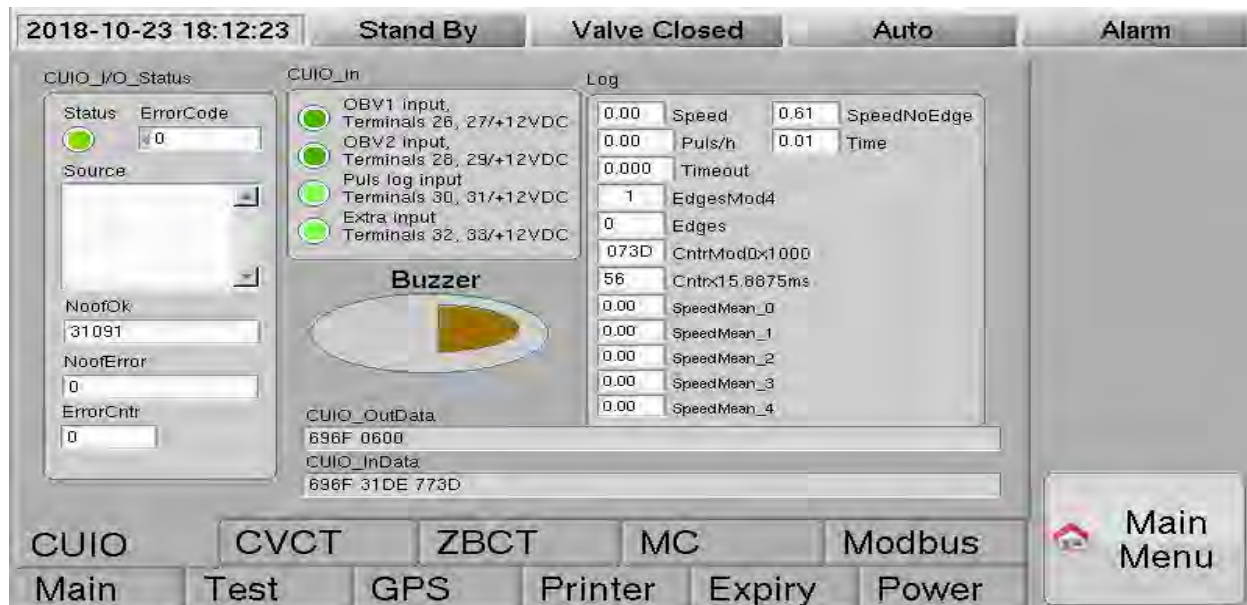 2018-10-23 18:12:23 Stand By Valve Closed Auto Alarm
CUIO_I/O_Status
Status ErrorCode
0
Source
NoofOk
31091
NoofError
0
ErrorCntr
0
CUIO_In
OBV1 input,
Terminals 26, 27/+12VDC
OBV2 input,
Terminals 28, 29/+12VDC
Puls log input
Terminals 30, 31/+12VDC
Extra input
Terminals 32, 33/+12VDC
Buzzer
Log
0.00 Speed 0.61 SpeedNoEdge
0.00 Puls/h 0.01 Time
0.000 Timeout
1 EdgesMod4
0 Edges
073D CntrMod0x1000
56 Cntrx15.8875ms
0.00 SpeedMean_0
0.00 SpeedMean_1
0.00 SpeedMean_2
0.00 SpeedMean_3
0.00 SpeedMean_4
CUIO_OutData
696F 0600
CUIO_InData
696F 31DE 773D
CUIO CVCT ZBCT MC Modbus
Main Test GPS Printer Expiry Power
Main
Menu